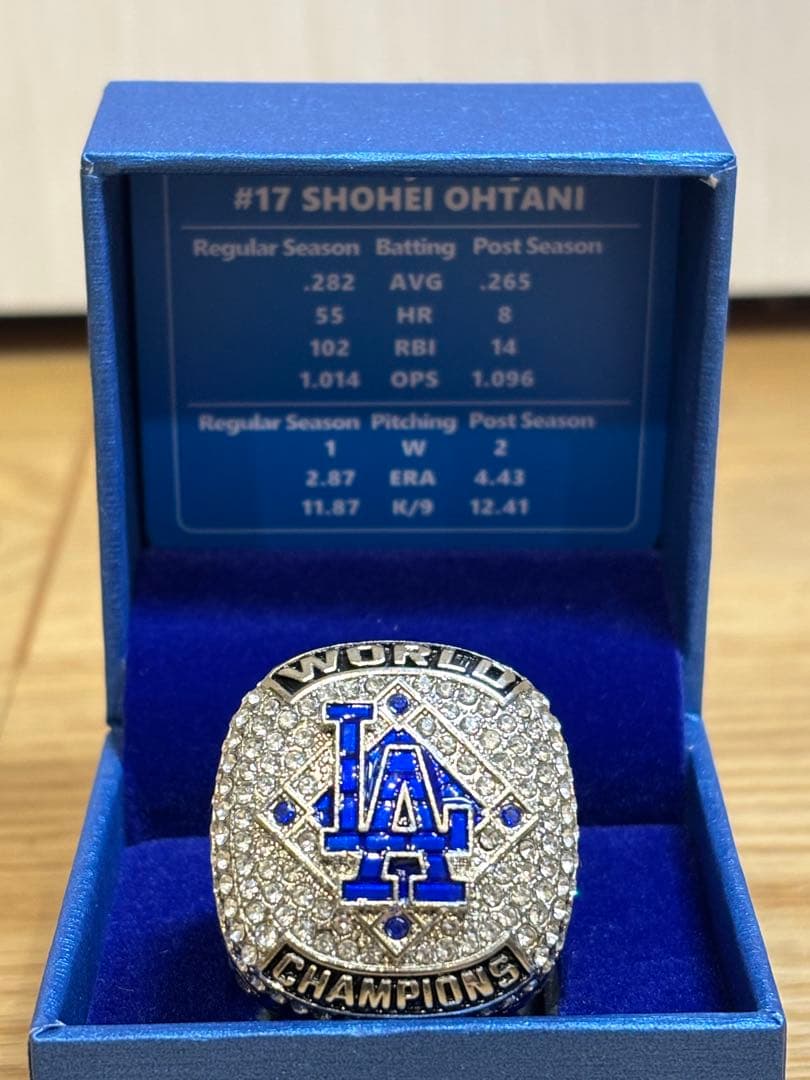 #17 SHOHEI OHTANI
Regular Season Batting Post Season
.282 AVG .265
55 HR 8
102 RBI 14
1.014 OPS 1.096
Regular Season Pitching Post Season
1 W 2
2.87 ERA 4.43
11.87 K/9 12.41
WORLD
LA
CHAMPIONS